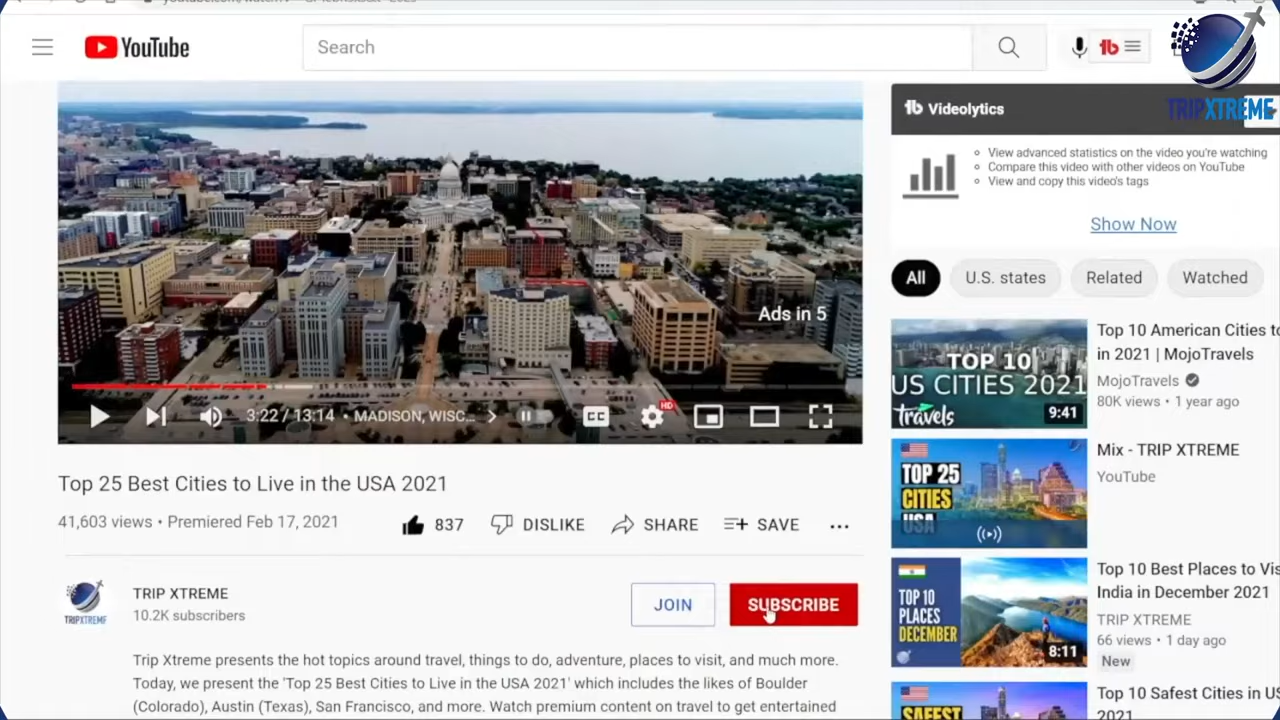 YouTube
Search
TRIPXTREME
Videolytics
View advanced statistics on the video you're watching
Compare this video with other videos on YouTube
View and copy this video's tags
Show Now
All
U.S. states
Related
Watched
Ads in 5
3:22 / 13:14 • MADISON, WISC...
CC
HD
Top 25 Best Cities to Live in the USA 2021
41,603 views • Premiered Feb 17, 2021
837
DISLIKE
SHARE
SAVE
TRIP XTREME
10.2K subscribers
TRIPXTREME
JOIN
SUBSCRIBE
Trip Xtreme presents the hot topics around travel, things to do, adventure, places to visit, and much more.
Today, we present the 'Top 25 Best Cities to Live in the USA 2021' which includes the likes of Boulder
(Colorado), Austin (Texas), San Francisco, and more. Watch premium content on travel to get entertained
TOP 10
US CITIES 2021
travels
9:41
Top 10 American Cities to
in 2021 | MojoTravels
MojoTravels
80K views • 1 year ago
TOP 25
CITIES
USA
Mix - TRIP XTREME
YouTube
TOP 10
PLACES
DECEMBER
8:11
Top 10 Best Places to Vis
India in December 2021
TRIP XTREME
66 views • 1 day ago
New
SAFEST
Top 10 Safest Cities in US
2021